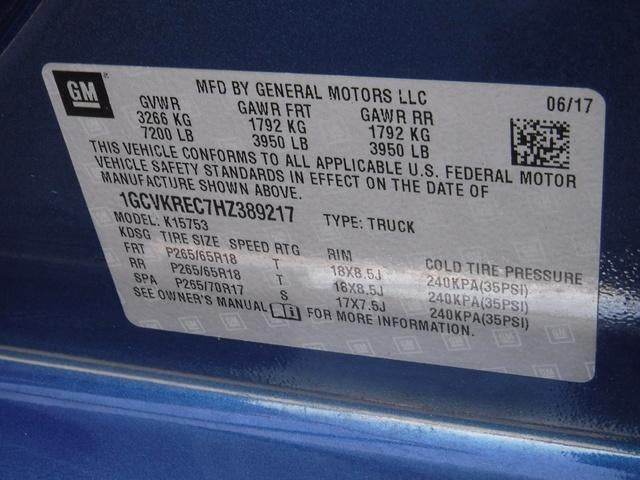 GM
MFD BY GENERAL MOTORS LLC 06/17
GVWR GAWR FRT GAWR RR
3266 KG 1792 KG 1792 KG
7200 LB 3950 LB 3950 LB
THIS VEHICLE CONFORMS TO ALL APPLICABLE U.S. FEDERAL MOTOR
VEHICLE SAFETY STANDARDS IN EFFECT ON THE DATE OF
MANUFACTURE SHOWN ABOVE.
1GCVKREC7HZ389217 TYPE: TRUCK
MODEL: K15753
KDSG TIRE SIZE SPEED RTG RIM COLD TIRE PRESSURE
FRT P265/65R18 T 18X8.5J 240KPA(35PSI)
RR P265/65R18 T 18X8.5J 240KPA(35PSI)
SPA P265/70R17 S 17X7.5J 240KPA(35PSI)
SEE OWNER'S MANUAL FOR MORE INFORMATION.